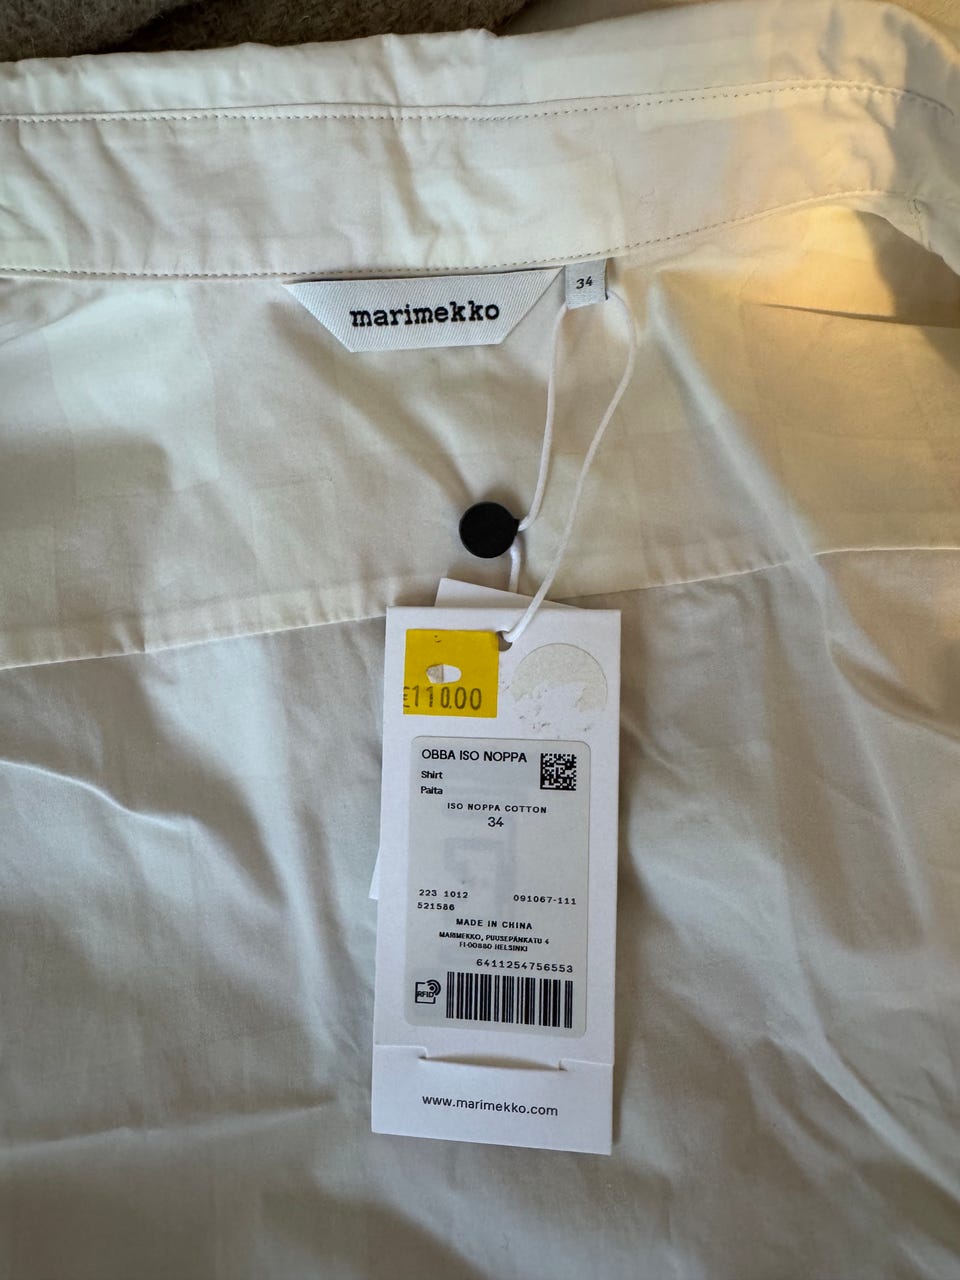 marimekko
34
£110.00
OBBA ISO NOPPA
Shirt
Paita
ISO NOPPA COTTON
34
223 1012 091067-111
521586
MADE IN CHINA
MARIMEKKO, PUUSEPÄNKATU 4
FI-00880 HELSINKI
6411254756553
RFID
www.marimekko.com